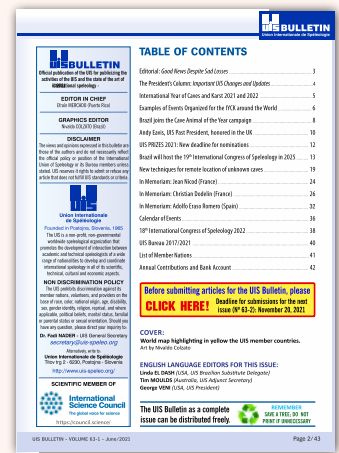 UIS BULLETIN
Union Internationale de Spéléologie
UIS BULLETIN
Official publication of the UIS for publicizing the
activities of the UIS and the state of the art of
international speleology -
EDITOR IN CHIEF
Efraín MERCADO (Puerto Rico)
GRAPHICS EDITOR
Nivaldo COLZATO (Brazil)
DISCLAIMER
The views and opinions expressed in this bulletin are
those of the authors and do not necessarily reflect
the official policy or position of the International
Union of Speleology or its Bureau members unless
stated. UIS reserves it rights to admit or refuse any
article that does not fulfill UIS standards or criteria.
UIS
Union Internationale
de Spéléologie
Founded in Postojna, Slovenia, 1965
The UIS is a non-profit, non-governmental
worldwide speleological organization that
promotes the development of interaction between
academic and technical speleologists of a wide
range of nationalities to develop and coordinate
international speleology in all of its scientific,
technical, cultural and economic aspects.
NON DISCRIMINATION POLICY
The UIS prohibits discrimination against its
member nations, volunteers, and providers on the
base of race, color, national origin, age, disability,
sex, gender identity, religion, reprisal, and where
applicable, political beliefs, marital status, familial
or parental status or sexual orientation. Should you
have any question, please direct your inquiry to:
Dr. Fadi NADER - UIS General Secretary
secretary@uis-speleo.org
Alternatively, write to:
Union Internationale de Spéléologie
Titov trg 2 - 6230, Postojna - Slovenia
http://www.uis-speleo.org/
SCIENTIFIC MEMBER OF
International
Science Council
The global voice for science
https://council.science/
TABLE OF CONTENTS
Editorial: Good News Despite Sad Losses 3
The President's Column: Important UIS Changes and Updates 4
International Year of Caves and Karst 2021 and 2022 5
Examples of Events Organized for the IYCK around the World 6
Brazil joins the Cave Animal of the Year campaign 8
Andy Eavis, UIS Past President, honored in the UK 10
UIS PRIZES 2021: New deadline for nominations 12
Brazil will host the 19th International Congress of Speleology in 2025 13
New techniques for remote location of unknown caves 19
In Memoriam: Jean Nicod (France) 24
In Memoriam: Christian Dodelin (France) 26
In Memoriam: Adolfo Eraso Romero (Spain) 32
Calendar of Events 36
18th International Congress of Speleology 2022 38
UIS Bureau 2017/2021 40
List of Member Nations 41
Annual Contributions and Bank Account 42
Before submitting articles for the UIS Bulletin, please
CLICK HERE! Deadline for submissions for the next
issue (Nº 63-2): November 20, 2021
COVER:
World map highlighting in yellow the UIS member countries.
Art by Nivaldo Colzato
ENGLISH LANGUAGE EDITORS FOR THIS ISSUE:
Linda EL DASH (USA, UIS Brazilian Substitute Delegate)
Tim MOULDS (Australia, UIS Adjunct Secretary)
George VENI (USA, UIS President)
The UIS Bulletin as a complete
issue can be distributed freely.
REMEMBER
SAVE A TREE: DO NOT
PRINT IF UNNECESSARY
UIS BULLETIN - VOLUME 63-1 - June/2021
Page 2/ 43